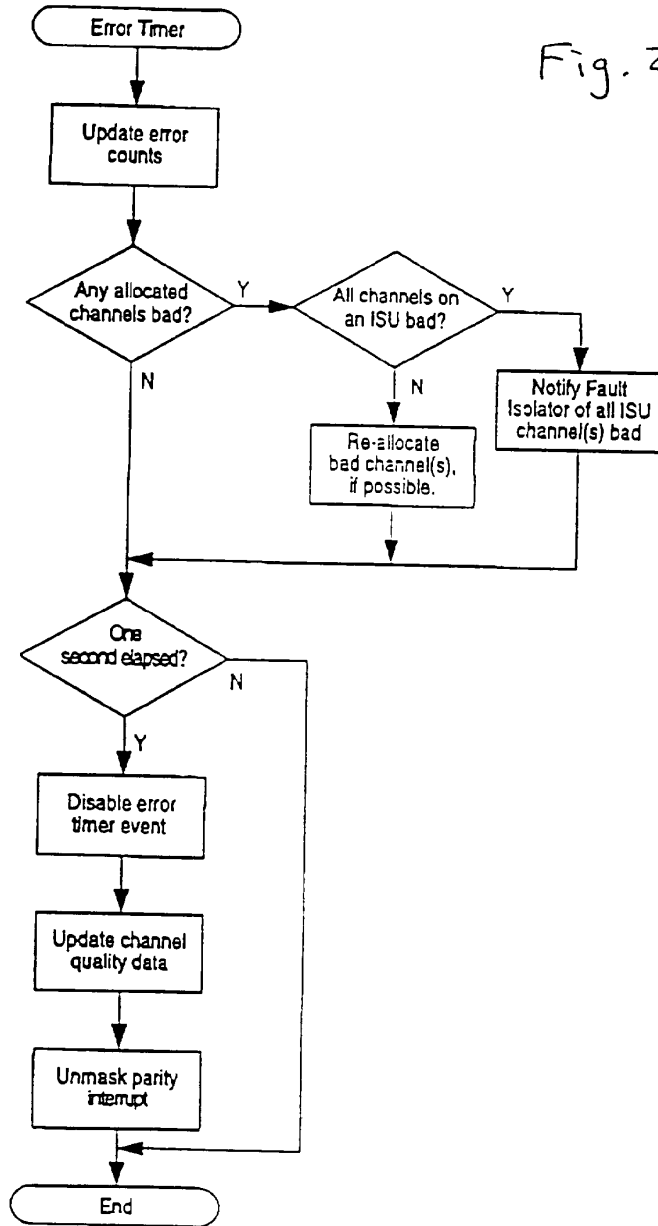 Error Timer
Fig.
Update error
counts
Any allocated
channels bad?
Y
All channels on
an ISU bad?
Y
N
N
Notify Fault
Isolator of all ISU
channel(s) bad
Re-allocate
bad channel(s),
if possible.
One
second elapsed?
N
Y
Disable error
timer event
Update channel
quality data
Unmask parity
interrupt
End